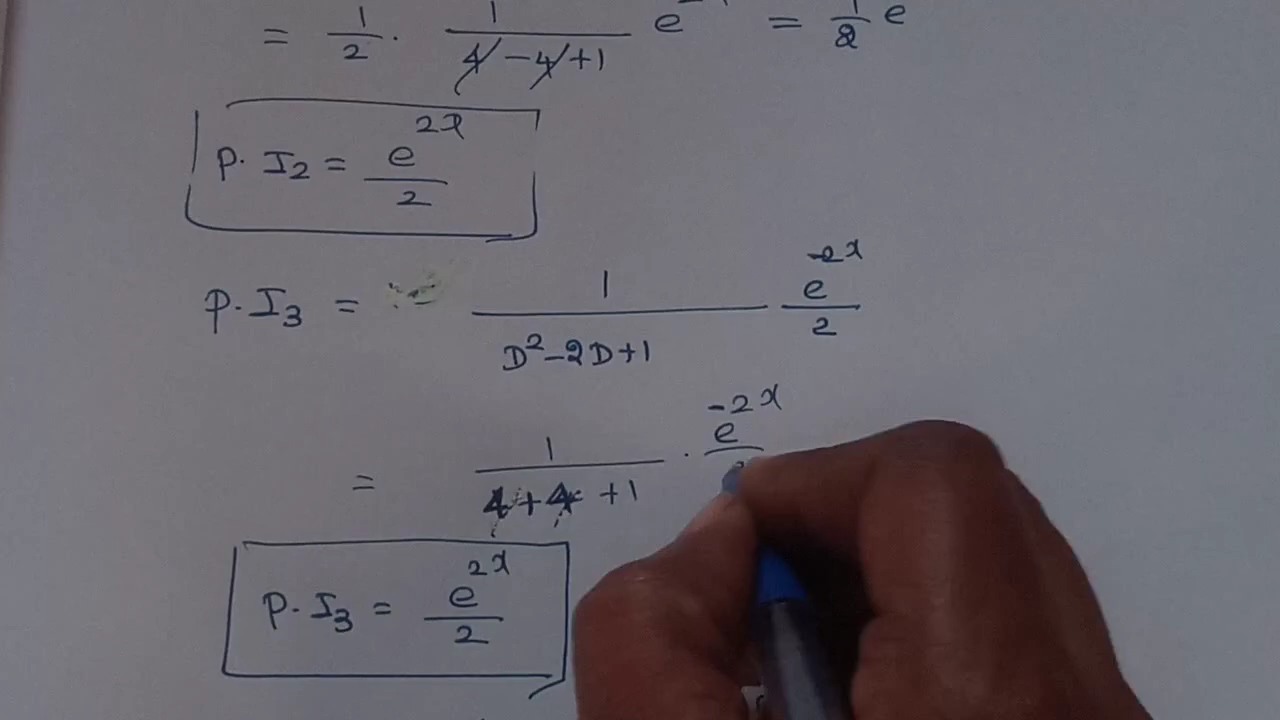 = 1/2 · 1/(4-4+1) e = 1/2 e
P.I2 = e^2x/2
P.I3 = 1/(D²-2D+1) e^-2x/2
= 1/(4+4+1) · e^-2x
P.I3 = e^2x/2